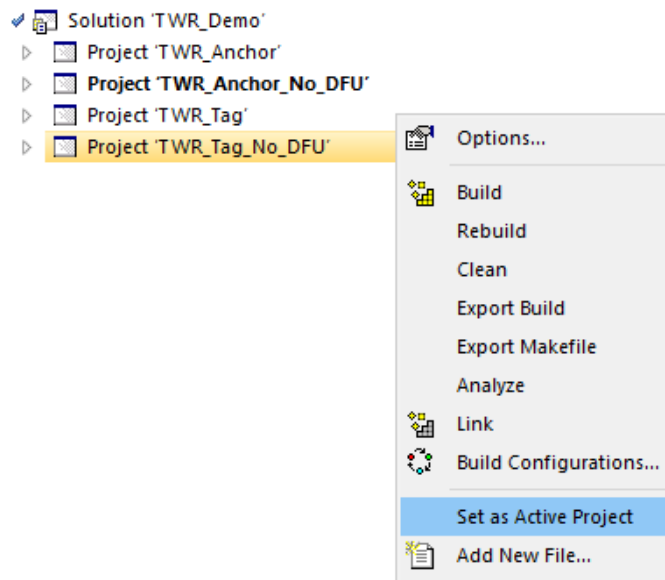 Solution 'TWR_Demo'
Project 'TWR_Anchor'
Project 'TWR_Anchor_No_DFU'
Project 'TWR_Tag'
Project 'TWR_Tag_No_DFU'
Options...
Build
Rebuild
Clean
Export Build
Export Makefile
Analyze
Link
Build Configurations...
Set as Active Project
Add New File...